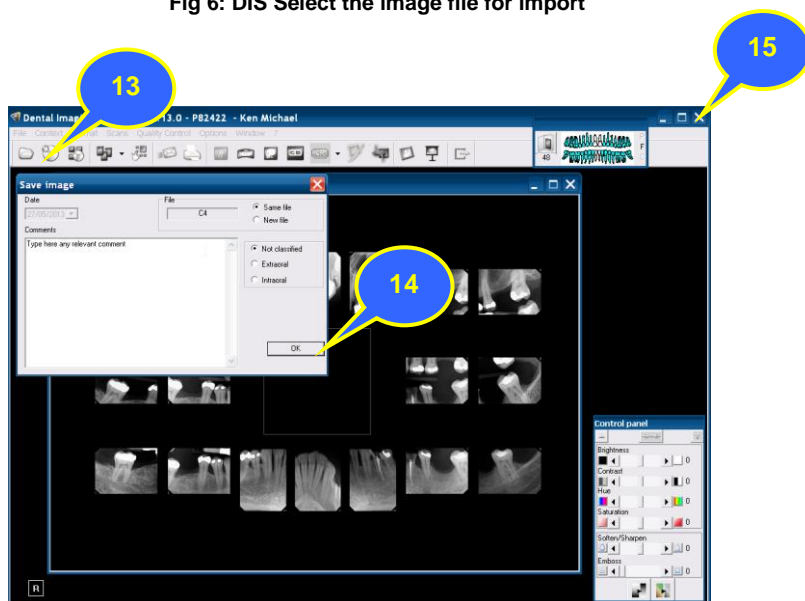 Fig 6: DIS Select the image file for import
15
13
Dental Imag 13.0 - PB2422 - Ken Michael
File Scans Quality Control Options Window ?
48
F
Save image
Date
File
27/05/2013
C4
Same file
New file
Comments
Type here any relevant comment
Not classified
Extraoral
Intraoral
14
OK
Control panel
Brightness
0
Contrast
0
Hue
0
Saturation
0
Soften/Sharpen
0
Emboss
0
R